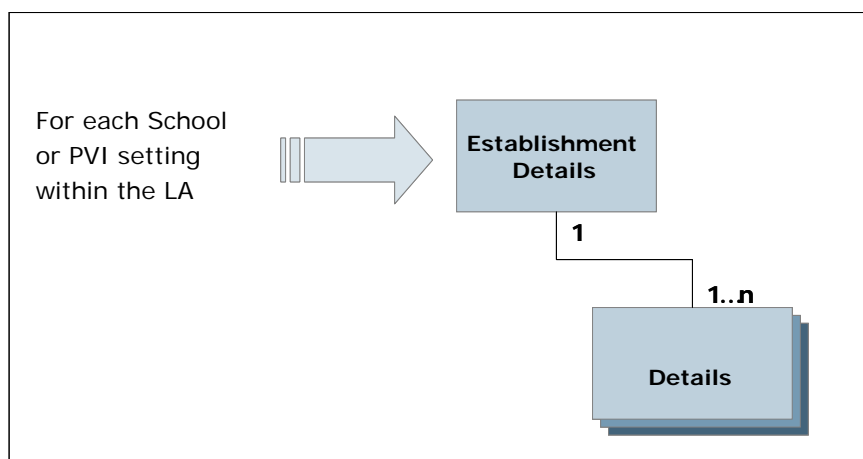 For each School
or PVI setting
within the LA
Establishment
Details
1
1...n
Details